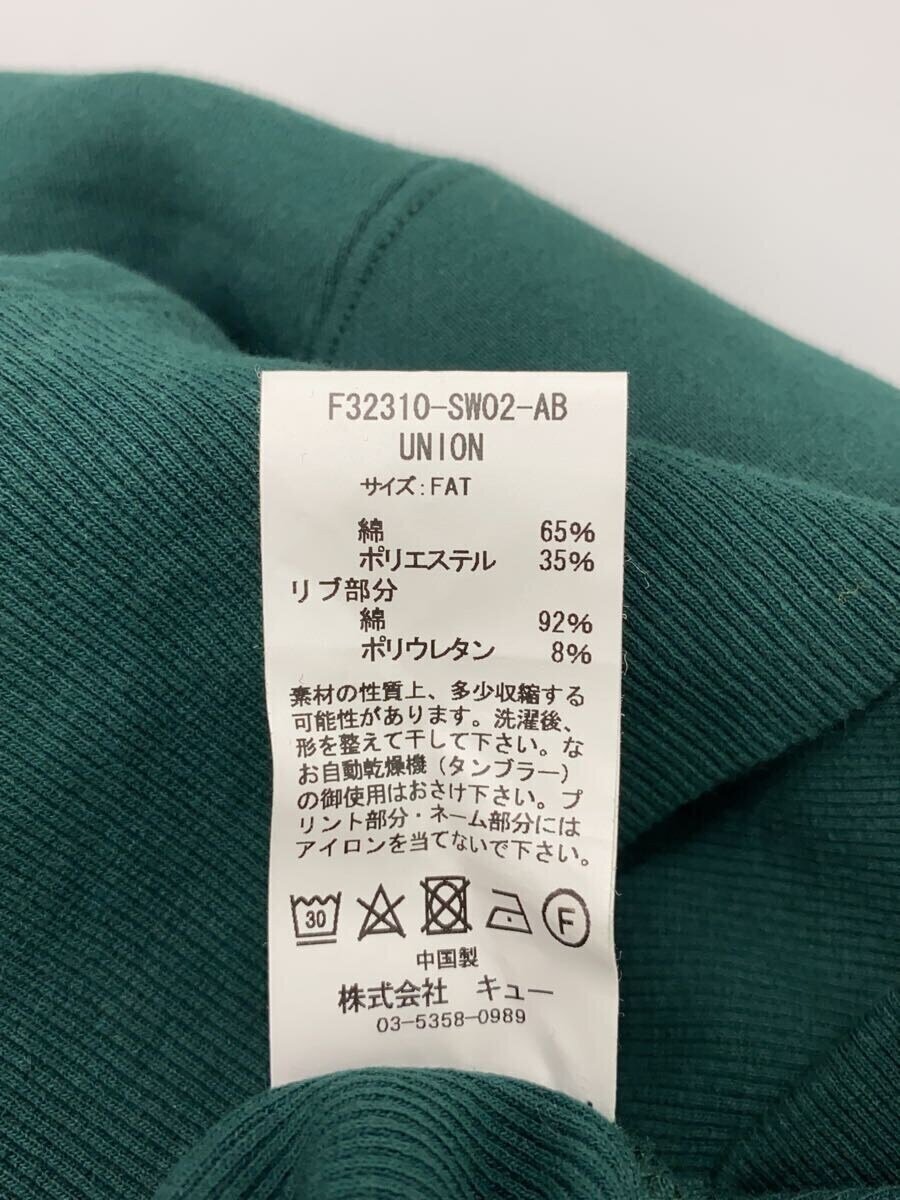 F32310-SW02-AB
UNION
サイズ:FAT
綿 65%
ポリエステル 35%
リブ部分
綿 92%
ポリウレタン 8%
素材の性質上、多少収縮する
可能性があります。洗濯後、
形を整えて干して下さい。な
お自動乾燥機(タンブラー)
の御使用はおさけ下さい。プ
リント部分・ネーム部分には
アイロンを当てないで下さい。
30 F
中国製
株式会社 キュー
03-5358-0989